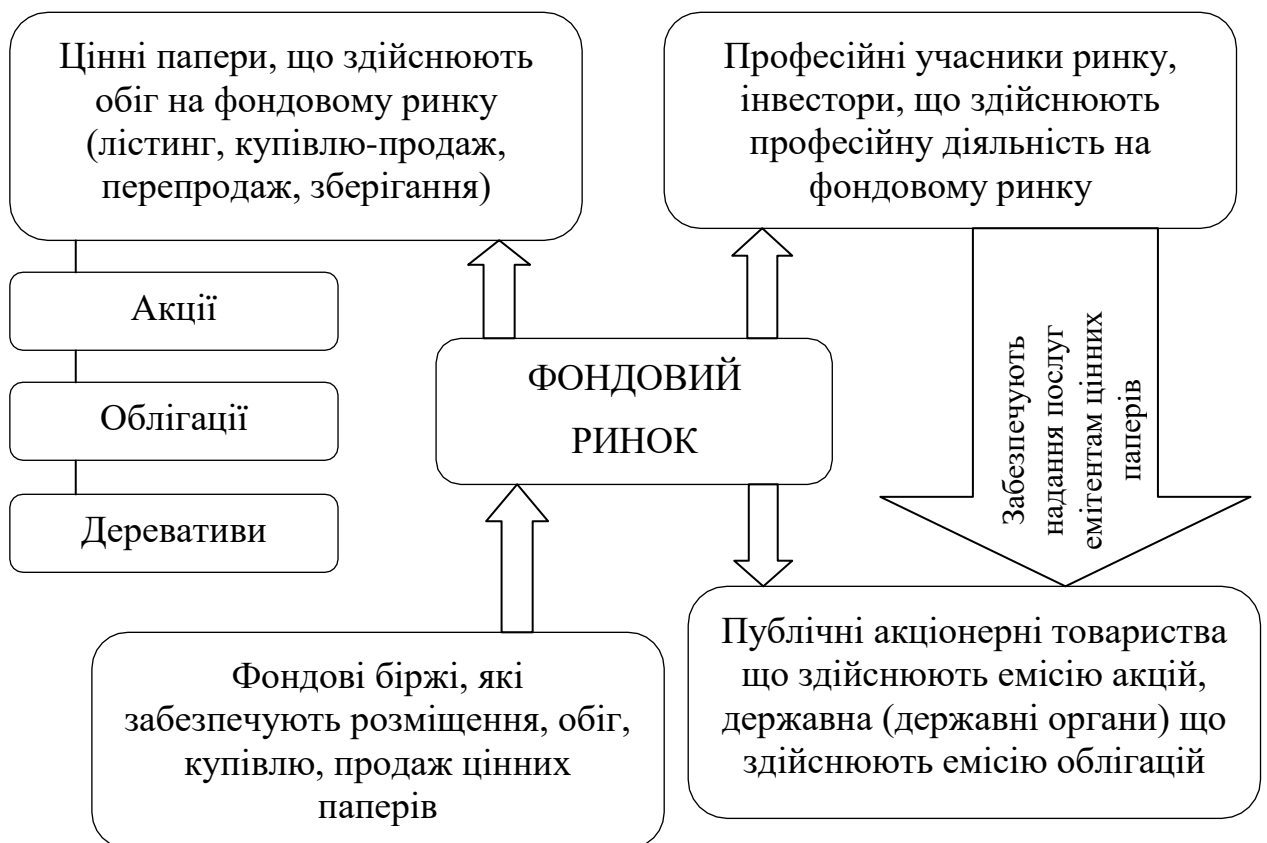 Цінні папери, що здійснюють
обіг на фондовому ринку
(лістинг, купівлю-продаж,
перепродаж, зберігання)
Професійні учасники ринку,
інвестори, що здійснюють
професійну діяльність на
фондовому ринку
Акції
Облігації
Деревативи
ФОНДОВИЙ
РИНОК
Забезпечують
надання послуг
емітентам цінних
паперів
Фондові біржі, які
забезпечують розміщення, обіг,
купівлю, продаж цінних
паперів
Публічні акціонерні товариства
що здійснюють емісію акцій,
державна (державні органи) що
здійснюють емісію облігацій